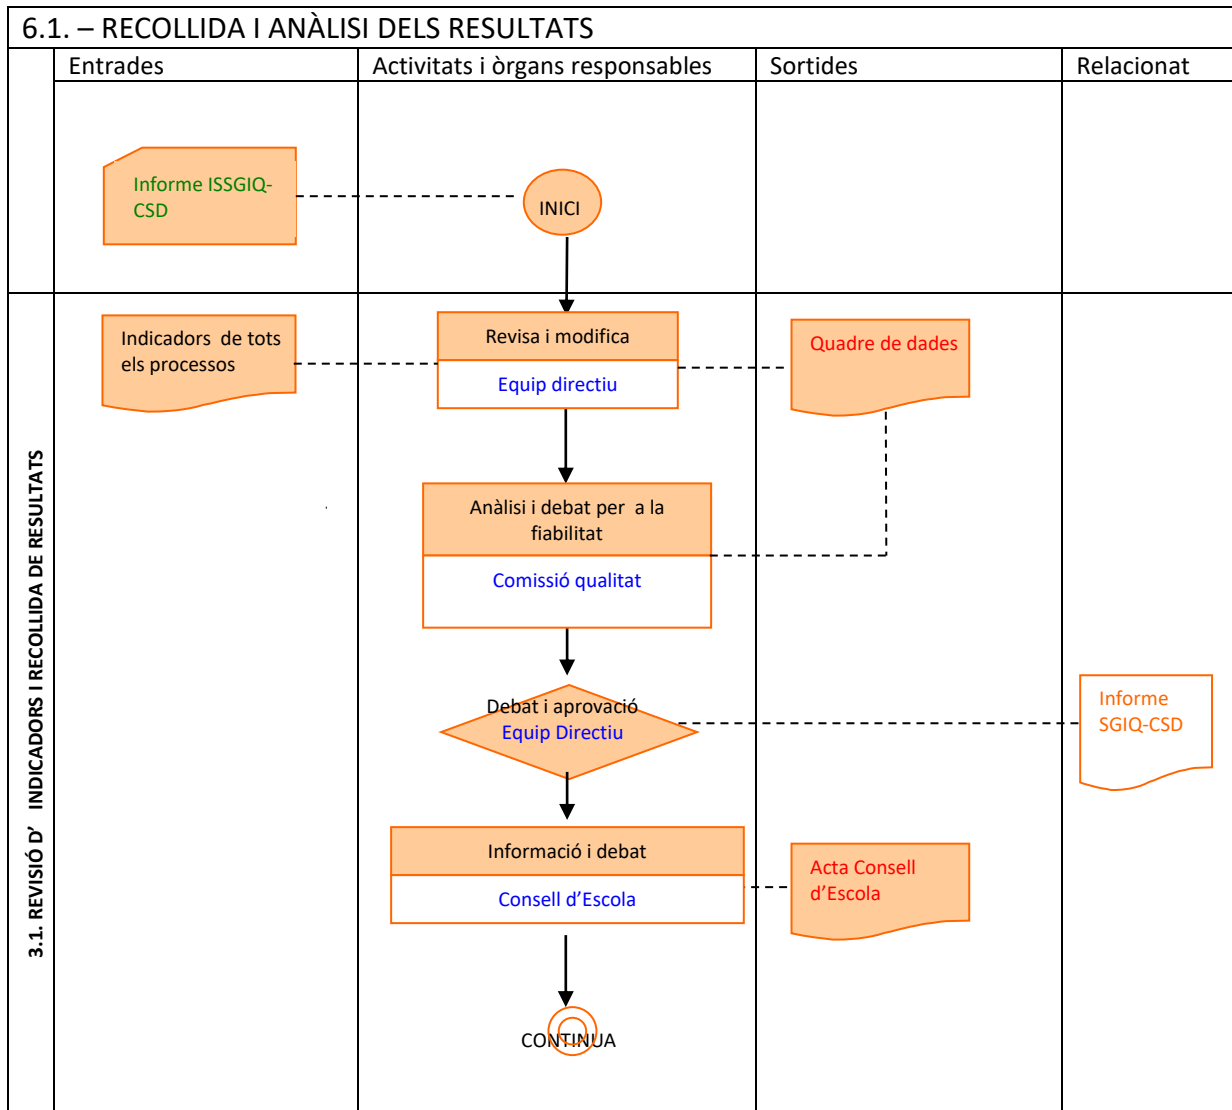 6.1. – RECOLLIDA I ANÀLISI DELS RESULTATS
Entrades
Activitats i òrgans responsables
Sortides
Relacionat
Informe ISSGIQ-
CSD
INICI
3.1. REVISIÓ D’ INDICADORS I RECOLLIDA DE RESULTATS
Indicadors de tots
els processos
Revisa i modifica
Equip directiu
Quadre de dades
Anàlisi i debat per a la
fiabilitat
Comissió qualitat
Debat i aprovació
Equip Directiu
Informe
SGIQ-CSD
Informació i debat
Consell d’Escola
Acta Consell
d’Escola
CONTINUA